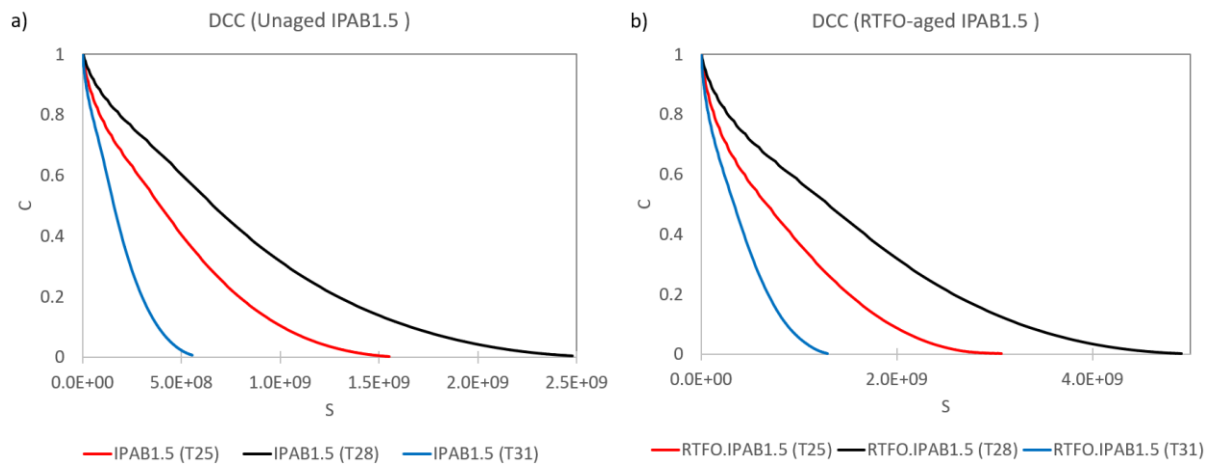 a)
DCC (Unaged IPAB1.5 )
1
0.8
0.6
0.4
0.2
0
C
0.0E+00 5.0E+08 1.0E+09 1.5E+09 2.0E+09 2.5E+09
S
IPAB1.5 (T25) IPAB1.5 (T28) IPAB1.5 (T31)
b)
DCC (RTFO-aged IPAB1.5 )
1
0.8
0.6
0.4
0.2
0
C
0.0E+00 2.0E+09 4.0E+09
S
RTFO.IPAB1.5 (T25) RTFO.IPAB1.5 (T28) RTFO.IPAB1.5 (T31)